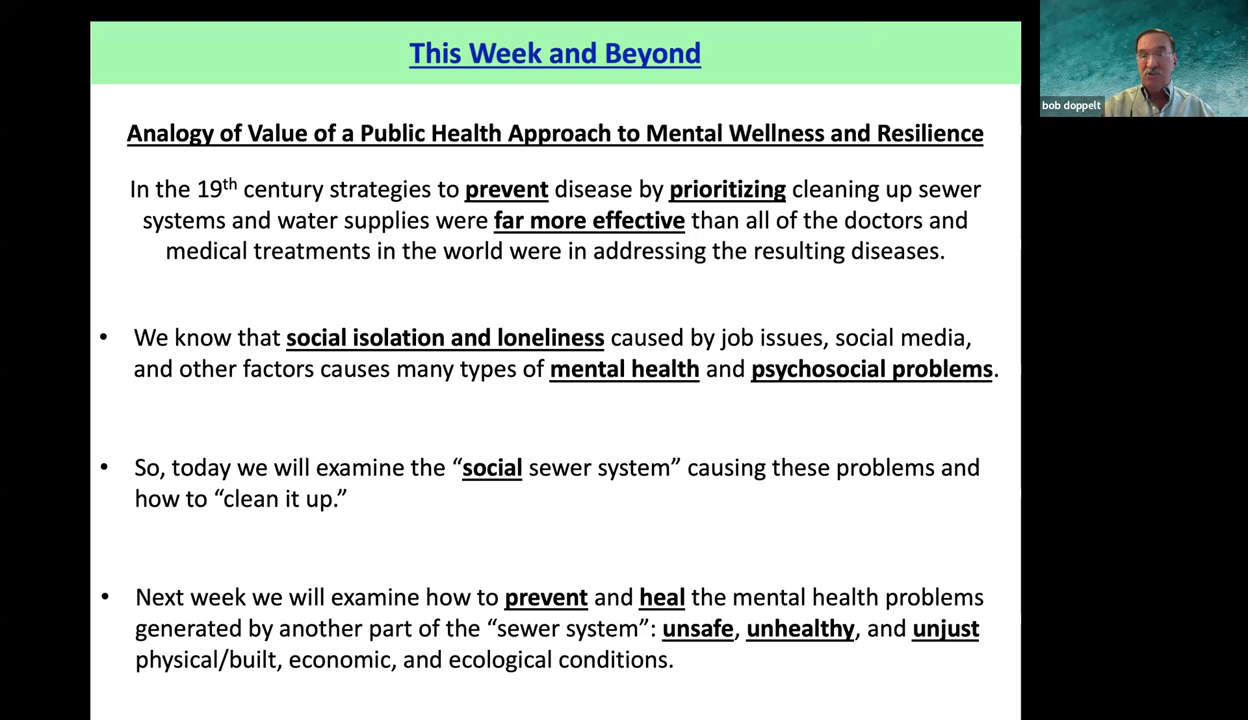 This Week and Beyond
bob doppelt
Analogy of Value of a Public Health Approach to Mental Wellness and Resilience
In the 19th century strategies to prevent disease by prioritizing cleaning up sewer
systems and water supplies were far more effective than all of the doctors and
medical treatments in the world were in addressing the resulting diseases.
• We know that social isolation and loneliness caused by job issues, social media,
and other factors causes many types of mental health and psychosocial problems.
• So, today we will examine the “social sewer system” causing these problems and
how to “clean it up.”
• Next week we will examine how to prevent and heal the mental health problems
generated by another part of the “sewer system”: unsafe, unhealthy, and unjust
physical/built, economic, and ecological conditions.